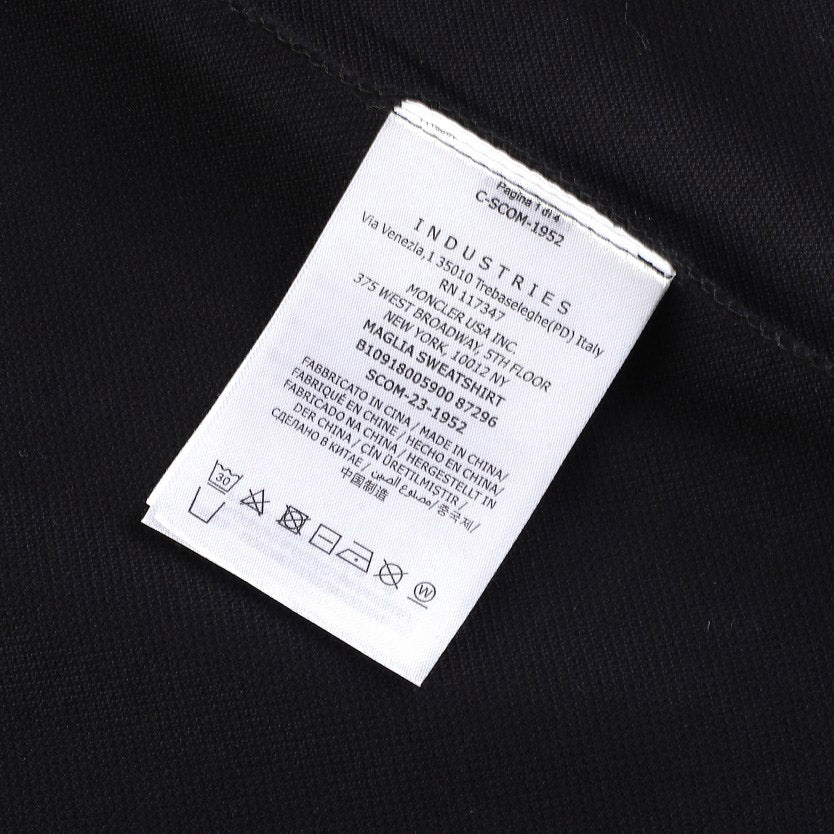 Pagina 1 di 4
C-SCOM-1952
INDUSTRIES
Via Venezia,1 35010 Trebaseleghe(PD) Italy
RN 117347
MONCLER USA INC.
375 WEST BROADWAY, 5TH FLOOR
NEW YORK, 10012 NY
MAGLIA SWEATSHIRT
B10918005900 87296
SCOM-23-1952
FABBRICATO IN CINA / MADE IN CHINA/
FABRIQUÉ EN CHINE / HECHO EN CHINA/
FABRICADO NA CHINA / HERGESTELLT IN
DER CHINA / ÇİN ÜRETİLMİŞTİR /
СДЕЛАНО В КИТАЕ / مصنوع الصين/ 중국제/
中国制造
30
W